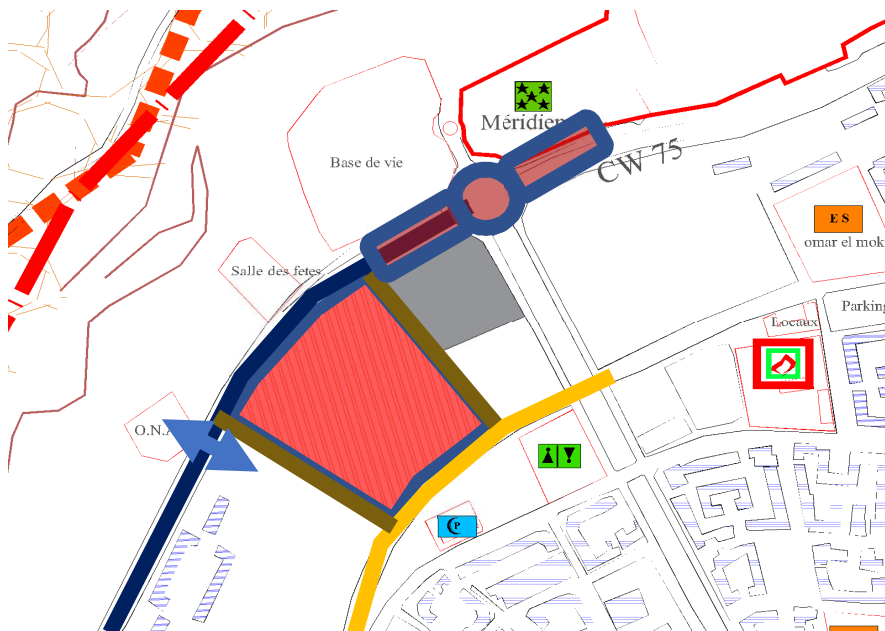 Méridien
CW 75
Base de vie
E S
omar el mok
Salle des fetes
Parking
Locaux
O.N.A
P